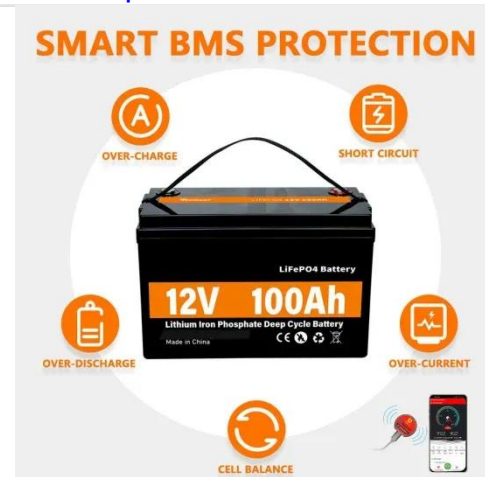 SMART BMS PROTECTION
OVER-CHARGE
SHORT CIRCUIT
LiFePO4 Battery
12V 100Ah
Lithium Iron Phosphate Deep Cycle Battery
Made in China
CE
OVER-DISCHARGE
OVER-CURRENT
CELL BALANCE